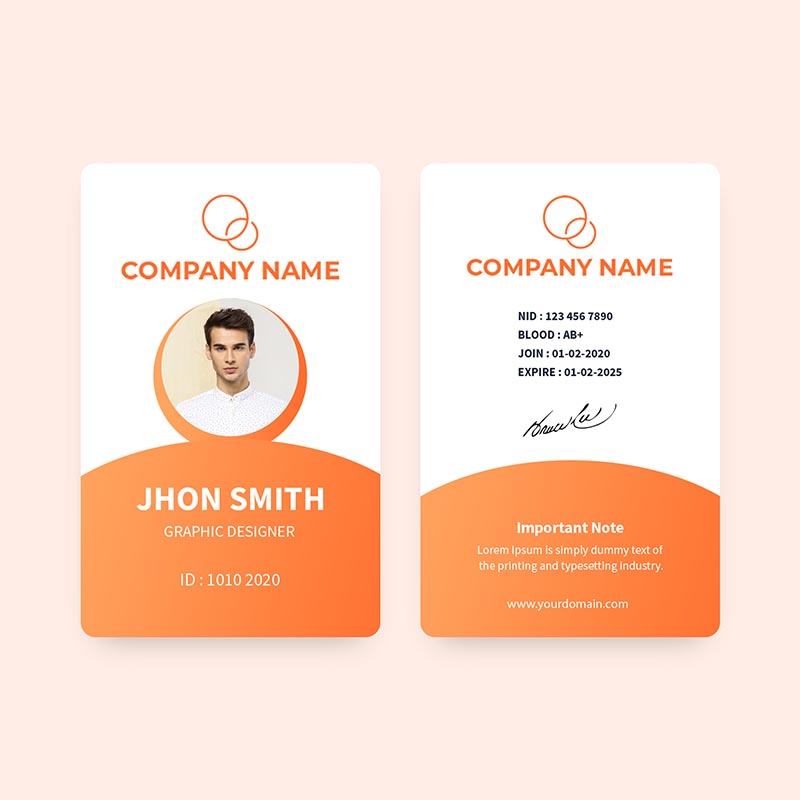 COMPANY NAME
JHON SMITH
GRAPHIC DESIGNER
ID : 1010 2020
COMPANY NAME
NID : 123 456 7890
BLOOD : AB+
JOIN : 01-02-2020
EXPIRE : 01-02-2025
Bruce Lee
Important Note
Lorem Ipsum is simply dummy text of
the printing and typesetting industry.
www.yourdomain.com